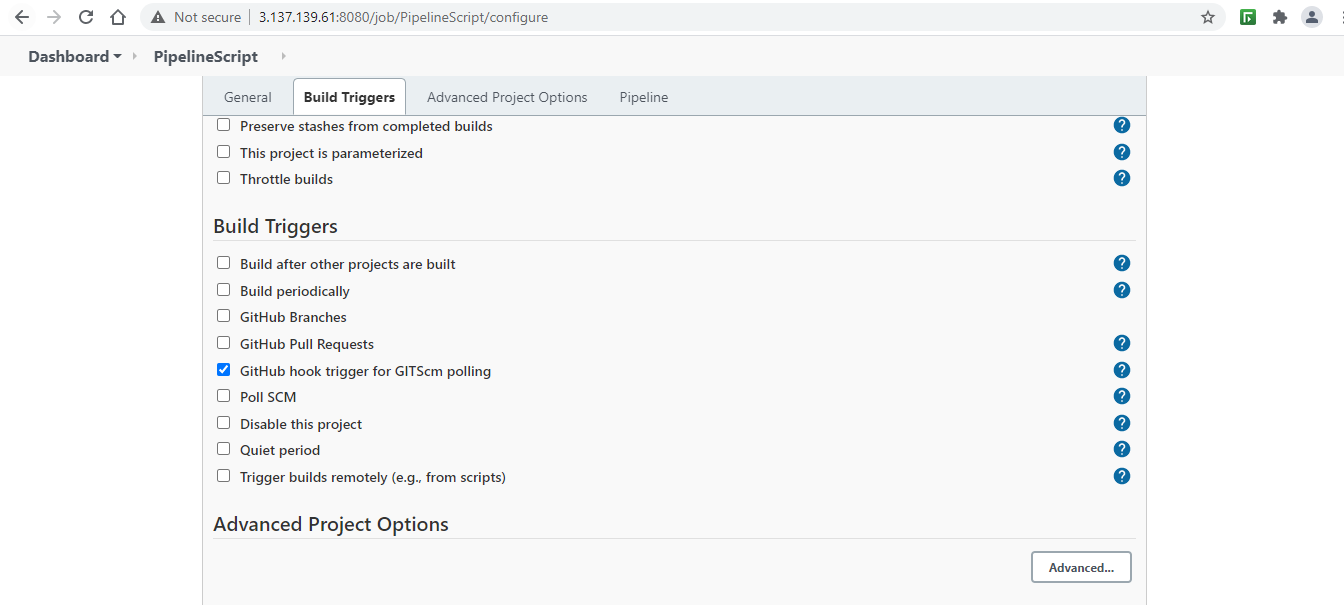 Not secure | 3.137.139.61:8080/job/PipelineScript/configure
Dashboard PipelineScript
General Build Triggers Advanced Project Options Pipeline
Preserve stashes from completed builds ?
This project is parameterized ?
Throttle builds ?
Build Triggers
Build after other projects are built ?
Build periodically ?
GitHub Branches
GitHub Pull Requests ?
GitHub hook trigger for GITScm polling ?
Poll SCM ?
Disable this project ?
Quiet period ?
Trigger builds remotely (e.g., from scripts) ?
Advanced Project Options
Advanced...